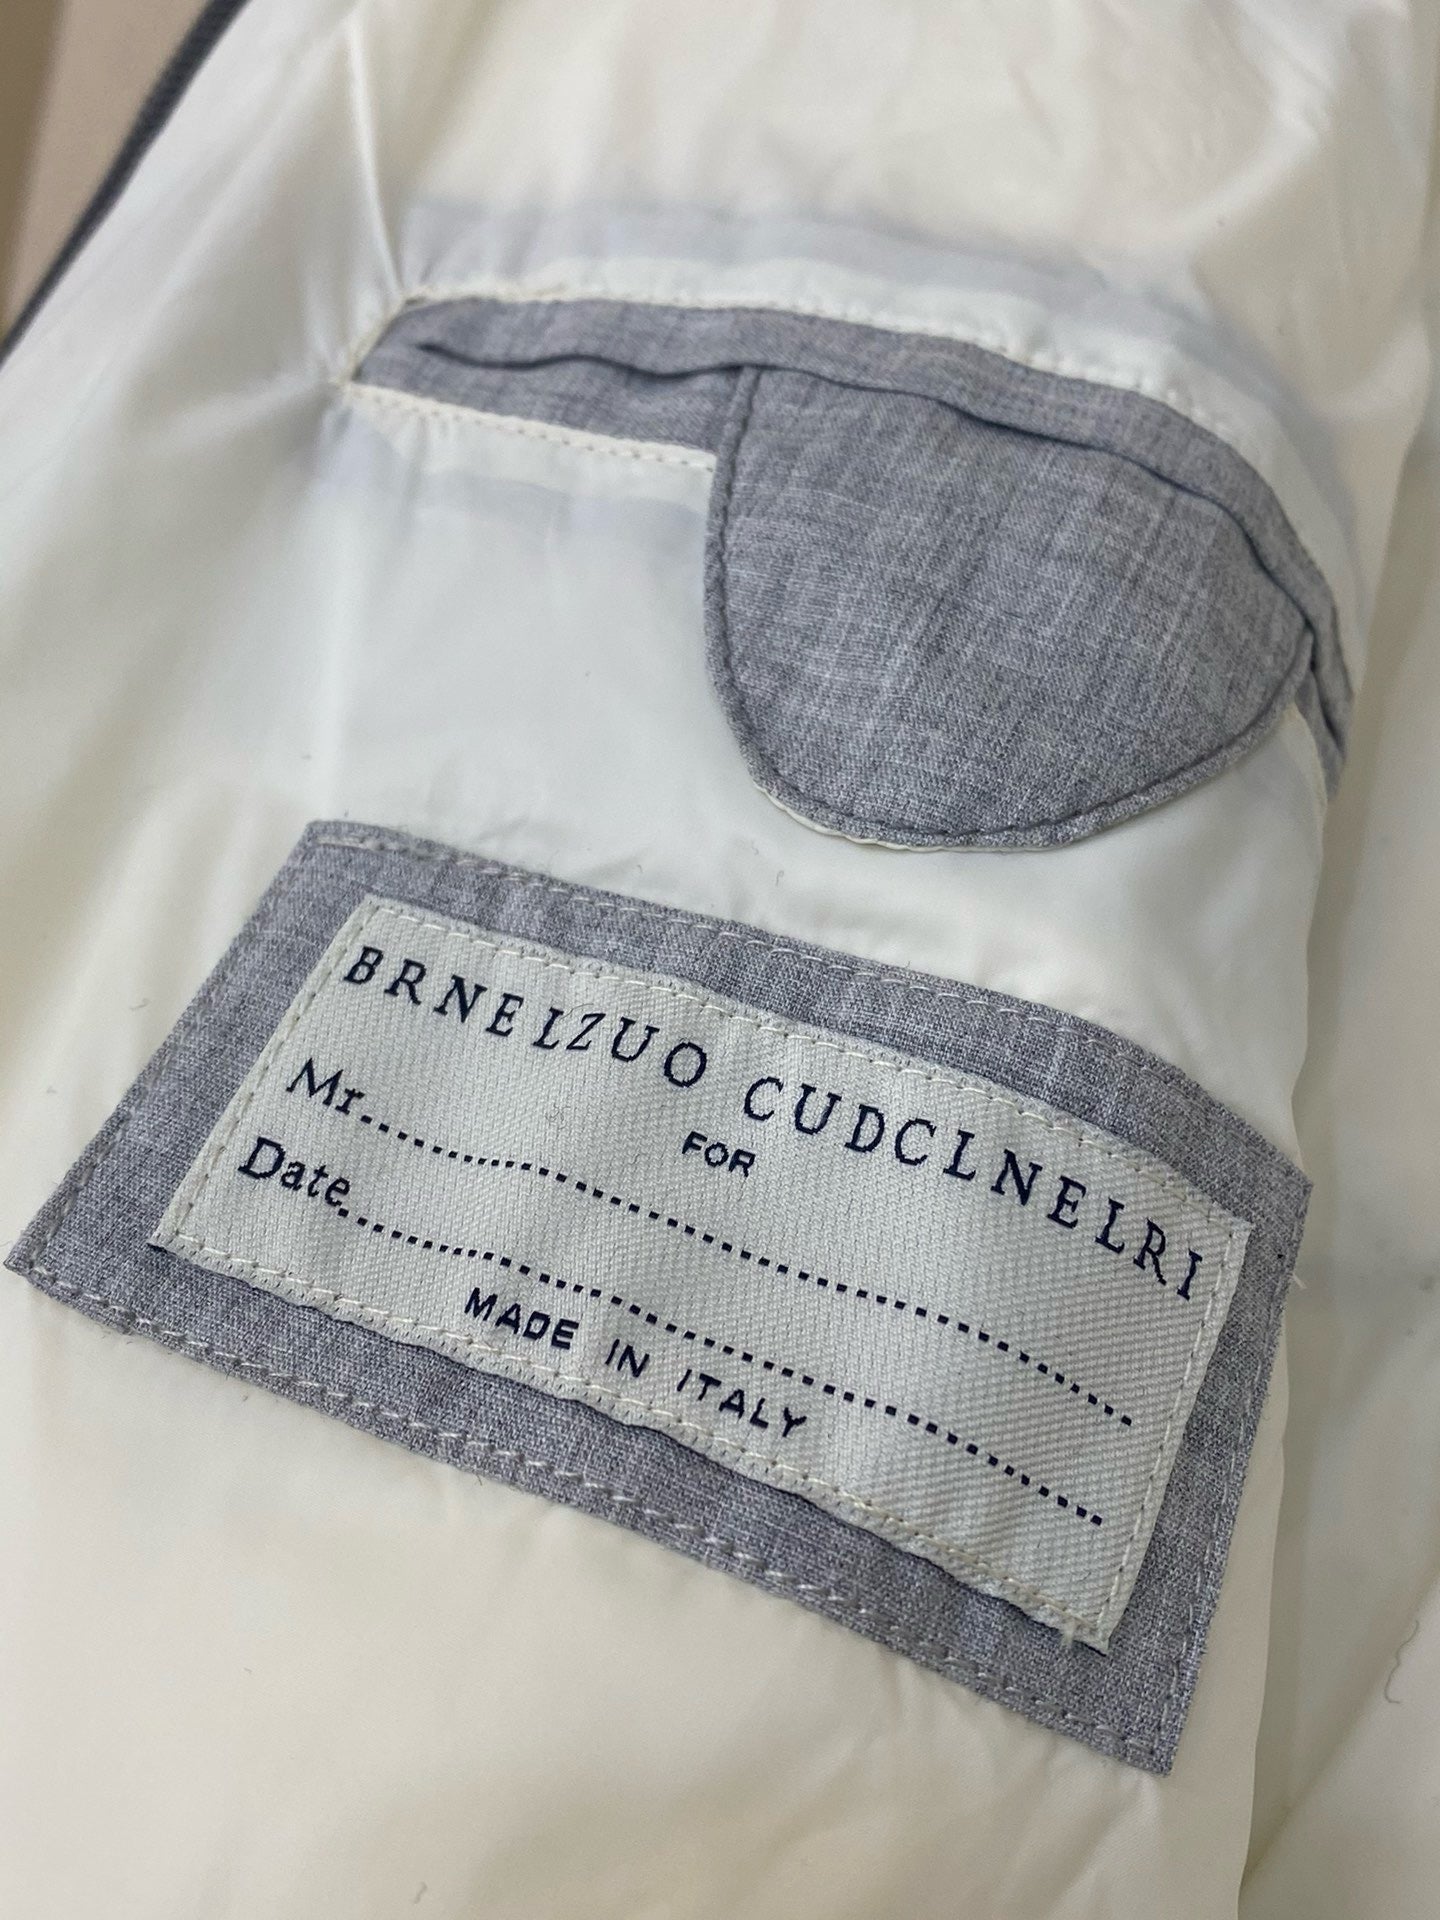 BRNELZUO CUDCLNELRI
FOR
Mr.............................................
Date.............................................
MADE IN ITALY